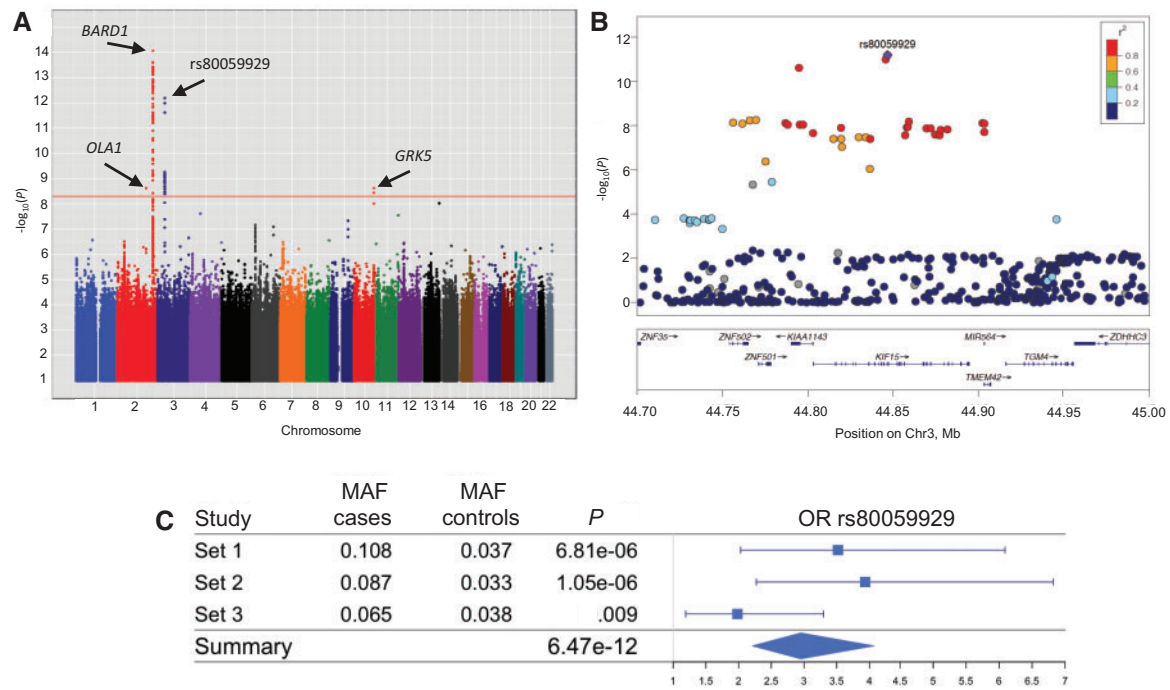 A
BARD1
rs80059929
OLA1
GRK5
-log10(P)
14
13
12
11
10
9
8
7
6
5
4
3
2
1
1 2 3 4 5 6 7 8 9 10 11 12 13 14 16 18 20 22
Chromosome
B
rs80059929
r2
0.8
0.6
0.4
0.2
-log10(P)
12
10
8
6
4
2
0
ZNF35→ ZNF502→ ←KIAA1143 MIR564→ ←ZDHHC3
ZNF501→ KIF15→ TGM4→
TMEM42→
44.70 44.75 44.80 44.85 44.90 44.95 45.00
Position on Chr3, Mb
C
Study MAF cases MAF controls P OR rs80059929
Set 1 0.108 0.037 6.81e-06
Set 2 0.087 0.033 1.05e-06
Set 3 0.065 0.038 .009
Summary 6.47e-12
1 1.5 2 2.5 3 3.5 4 4.5 5 5.5 6 6.5 7